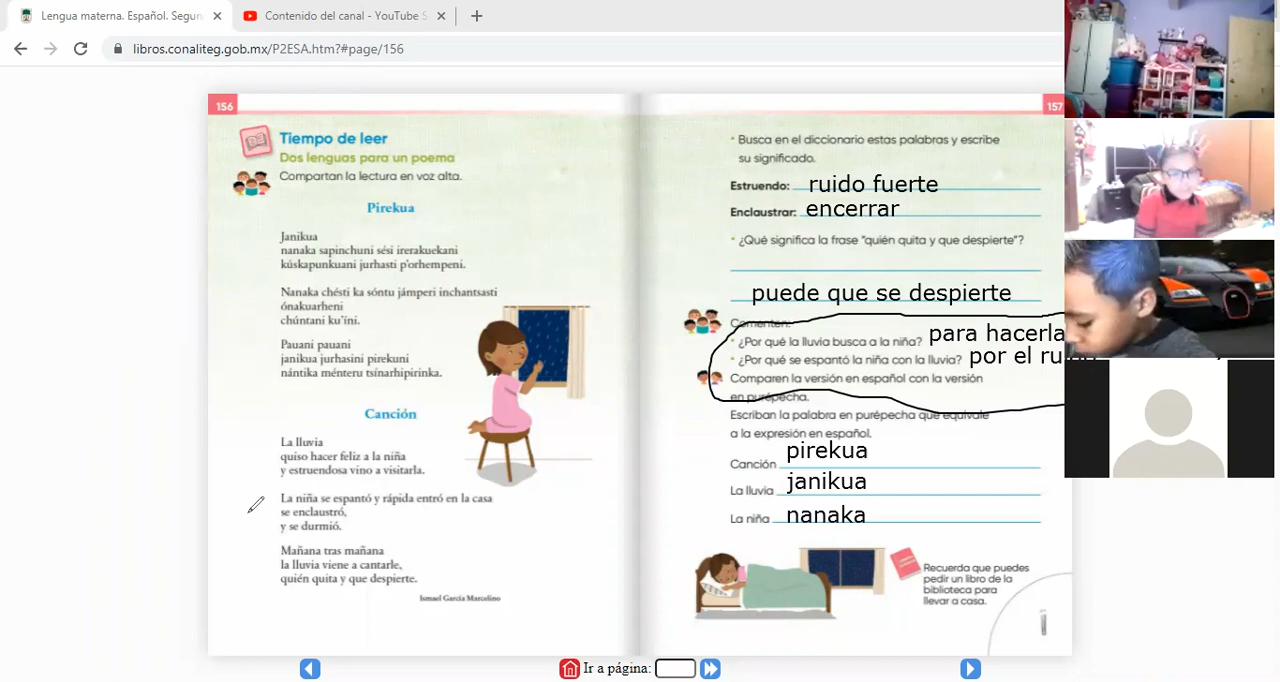 Lengua materna. Español. Segun
Contenido del canal - YouTube S
libros.conaliteg.gob.mx/P2ESA.htm?#page/156
156
Tiempo de leer
Dos lenguas para un poema
Compartan la lectura en voz alta.
Pirekua
Janikua
nanaka sapinchuni sési irerakuekani
kúskapunkuani jurhasti p'orhempeni.
Nanaka chésti ka sóntu jámperi inchantsasti
ónakuarheni
chúntani ku'ini.
Pauani pauani
janikua jurhasini pirekuni
nántika ménteru tsínarhipirinka.
Canción
La lluvia
quiso hacer feliz a la niña
y estruendosa vino a visitarla.
La niña se espantó y rápida entró en la casa
se enclaustró,
y se durmió.
Mañana tras mañana
la lluvia viene a cantarle,
quién quita y que despierte.
Ismael García Marcelino
157
• Busca en el diccionario estas palabras y escribe
su significado.
Estruendo: ruido fuerte
Enclaustrar: encerrar
• ¿Qué significa la frase "quién quita y que despierte"?
puede que se despierte
Comenten:
• ¿Por qué la lluvia busca a la niña? para hacerla
• ¿Por qué se espantó la niña con la lluvia? por el ruido
Comparen la versión en español con la versión
en purépecha.
Escriban la palabra en purépecha que equivale
a la expresión en español.
Canción pirekua
La lluvia janikua
La niña nanaka
Recuerda que puedes
pedir un libro de la
biblioteca para
llevar a casa.
Ir a página: